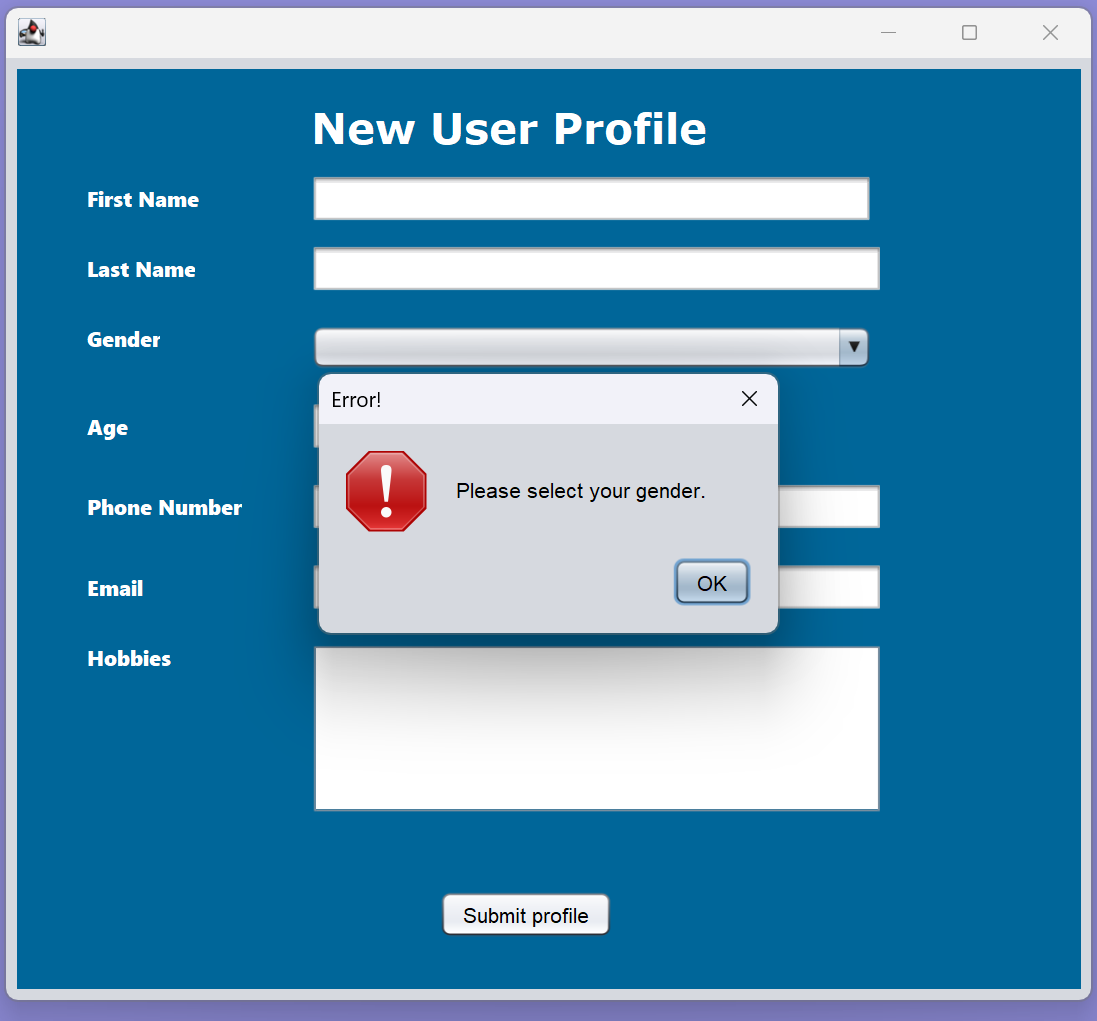 New User Profile
First Name
Last Name
Gender
Error!
Age
Please select your gender.
Phone Number
OK
Email
Hobbies
Submit profile